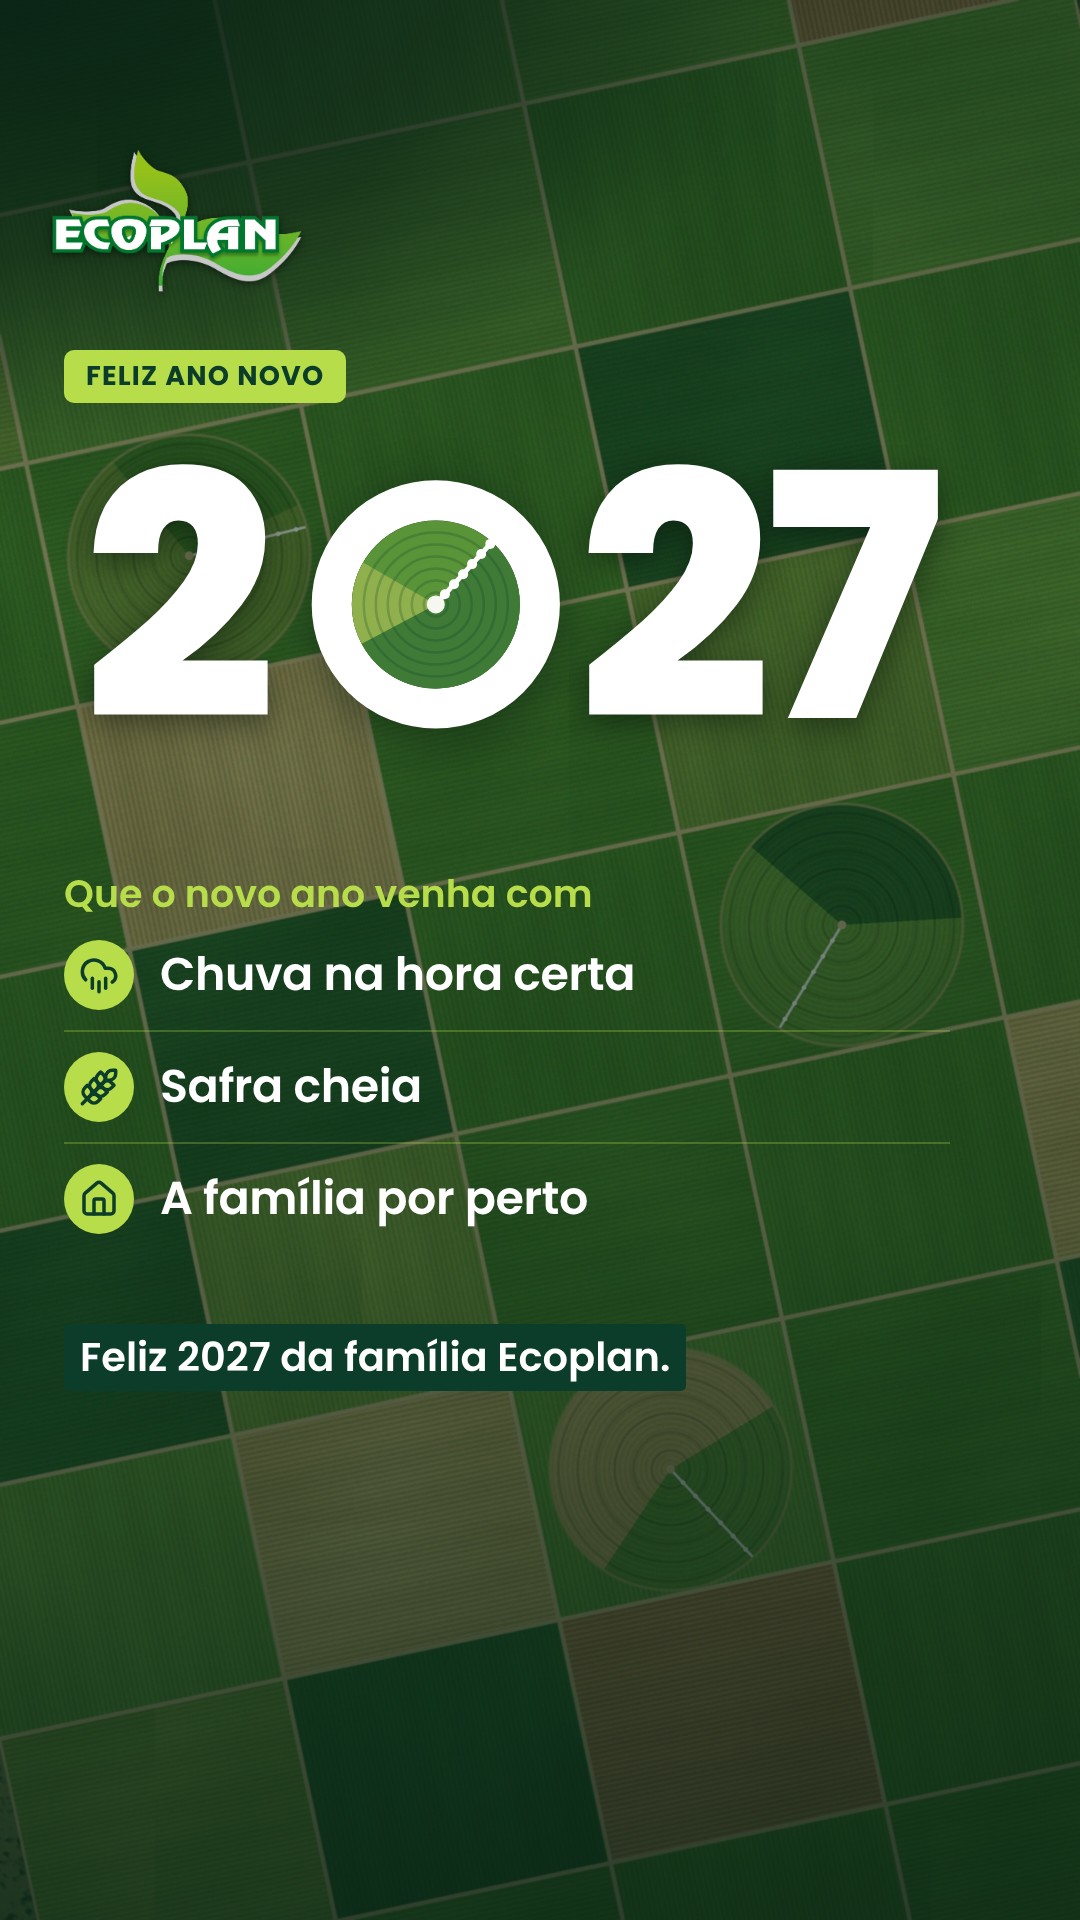 ECOPLAN
FELIZ ANO NOVO
2027
Que o novo ano venha com
Chuva na hora certa
Safra cheia
A família por perto
Feliz 2027 da família Ecoplan.